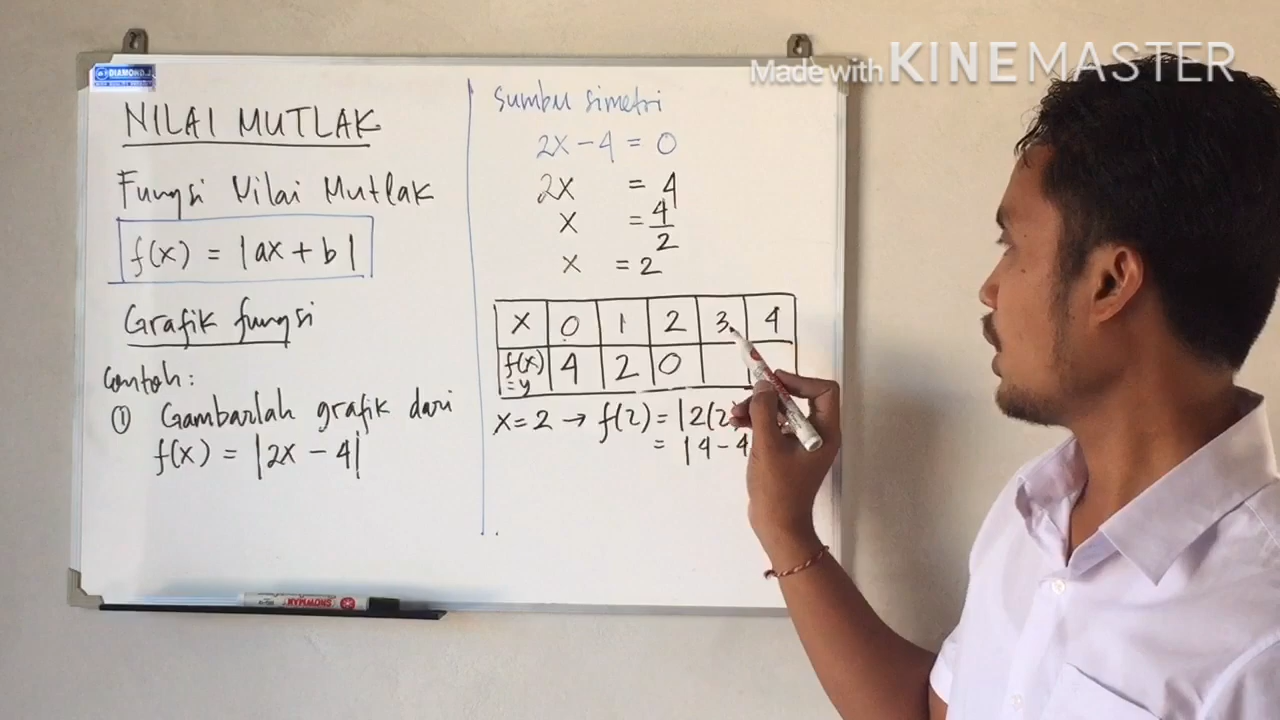 Made with KINEMASTER
DIAMOND
NILAI MUTLAK
Fungsi Nilai Mutlak
f(x) = |ax + b|
Grafik fungsi
Contoh:
① Gambarlah grafik dari
f(x) = |2x - 4|
Sumbu simetri
2x - 4 = 0
2x = 4
x = 4/2
x = 2
x 0 1 2 3 4
f(x)=y 4 2 0
x = 2 → f(2) = |2(2
= |4 - 4
SNOWMAN